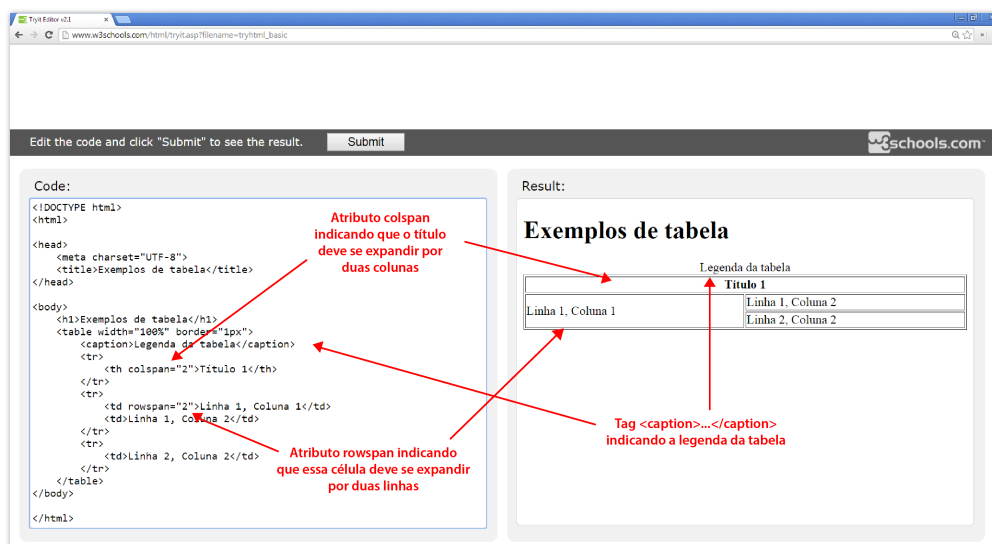 Tryit Editor v2.1
www.w3schools.com/html/tryit.asp?filename=tryhtml_basic
Edit the code and click "Submit" to see the result.
Submit
w3schools.com
Code:
<!DOCTYPE html>
<html>
<head>
<meta charset="UTF-8">
<title>Exemplos de tabela</title>
</head>
<body>
<h1>Exemplos de tabela</h1>
<table width="100%" border="1px">
<caption>Legenda da tabela</caption>
<tr>
<th colspan="2">Título 1</th>
</tr>
<tr>
<td rowspan="2">Linha 1, Coluna 1</td>
<td>Linha 1, Coluna 2</td>
</tr>
<tr>
<td>Linha 2, Coluna 2</td>
</tr>
</table>
</body>
</html>
Atributo colspan
indicando que o título
deve se expandir por
duas colunas
Atributo rowspan indicando
que essa célula deve se expandir
por duas linhas
Result:
Exemplos de tabela
Legenda da tabela
Título 1
Linha 1, Coluna 1
Linha 1, Coluna 2
Linha 2, Coluna 2
Tag <caption>...</caption>
indicando a legenda da tabela